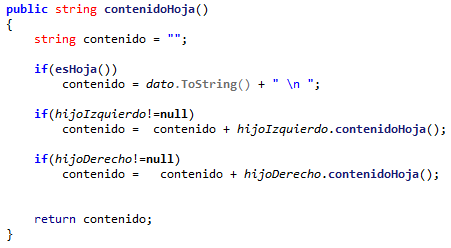 public string contenidoHoja()
{
    string contenido = "";

    if(esHoja())
        contenido = dato.ToString() + " \n ";

    if(hijoIzquierdo!=null)
        contenido =  contenido + hijoIzquierdo.contenidoHoja();

    if(hijoDerecho!=null)
        contenido =   contenido + hijoDerecho.contenidoHoja();


    return contenido;
}